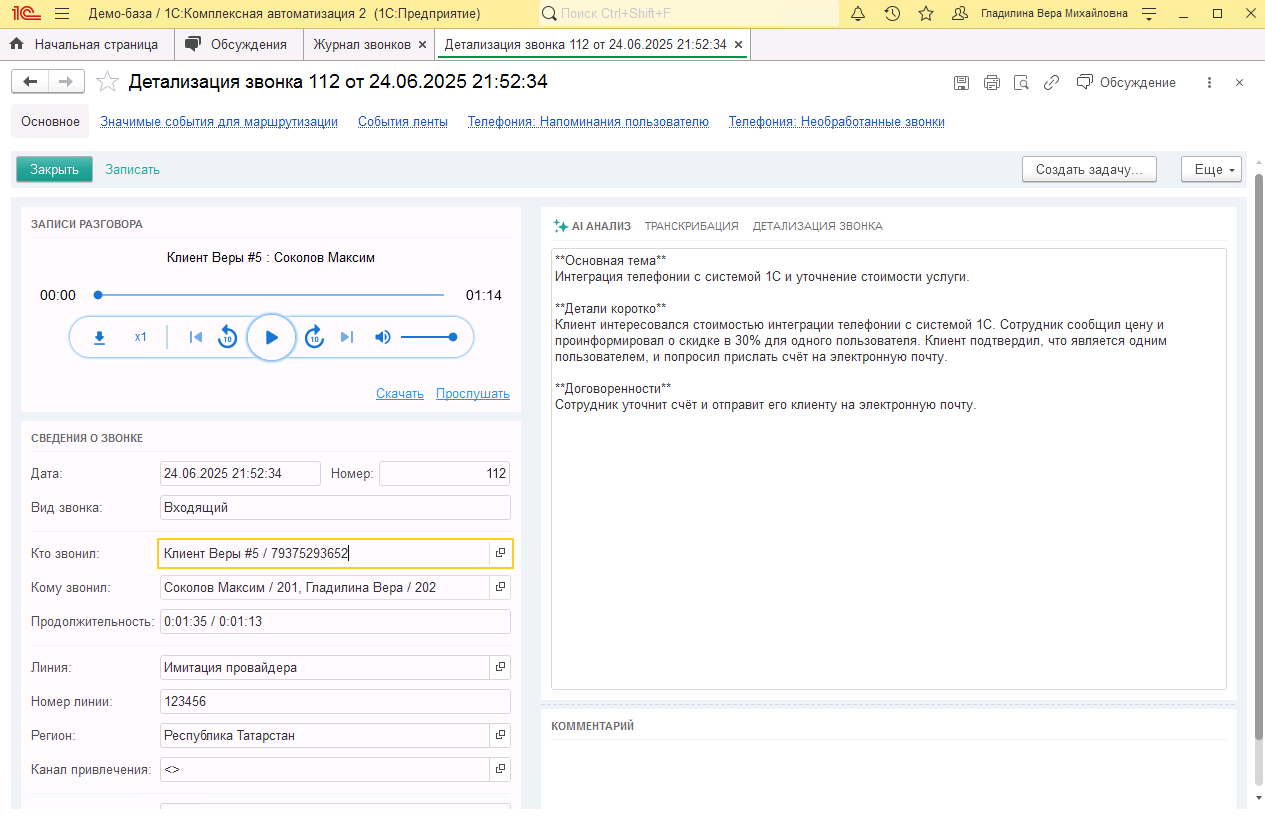 1С Демо-база / 1С:Комплексная автоматизация 2 (1С:Предприятие) Поиск Ctrl+Shift+F Гладилина Вера Михайловна
Начальная страница Обсуждения Журнал звонков × Детализация звонка 112 от 24.06.2025 21:52:34 ×
Детализация звонка 112 от 24.06.2025 21:52:34 Обсуждение
Основное Значимые события для маршрутизации События ленты Телефония: Напоминания пользователю Телефония: Необработанные звонки
Закрыть Записать Создать задачу... Еще
ЗАПИСИ РАЗГОВОРА
Клиент Веры #5 : Соколов Максим
00:00 01:14
x1 10 10
Скачать Прослушать
СВЕДЕНИЯ О ЗВОНКЕ
Дата: 24.06.2025 21:52:34 Номер: 112
Вид звонка: Входящий
Кто звонил: Клиент Веры #5 / 79375293652
Кому звонил: Соколов Максим / 201, Гладилина Вера / 202
Продолжительность: 0:01:35 / 0:01:13
Линия: Имитация провайдера
Номер линии: 123456
Регион: Республика Татарстан
Канал привлечения: <>
AI АНАЛИЗ ТРАНСКРИБАЦИЯ ДЕТАЛИЗАЦИЯ ЗВОНКА
**Основная тема**
Интеграция телефонии с системой 1С и уточнение стоимости услуги.
**Детали коротко**
Клиент интересовался стоимостью интеграции телефонии с системой 1С. Сотрудник сообщил цену и
проинформировал о скидке в 30% для одного пользователя. Клиент подтвердил, что является одним
пользователем, и попросил прислать счёт на электронную почту.
**Договоренности**
Сотрудник уточнит счёт и отправит его клиенту на электронную почту.
КОММЕНТАРИЙ